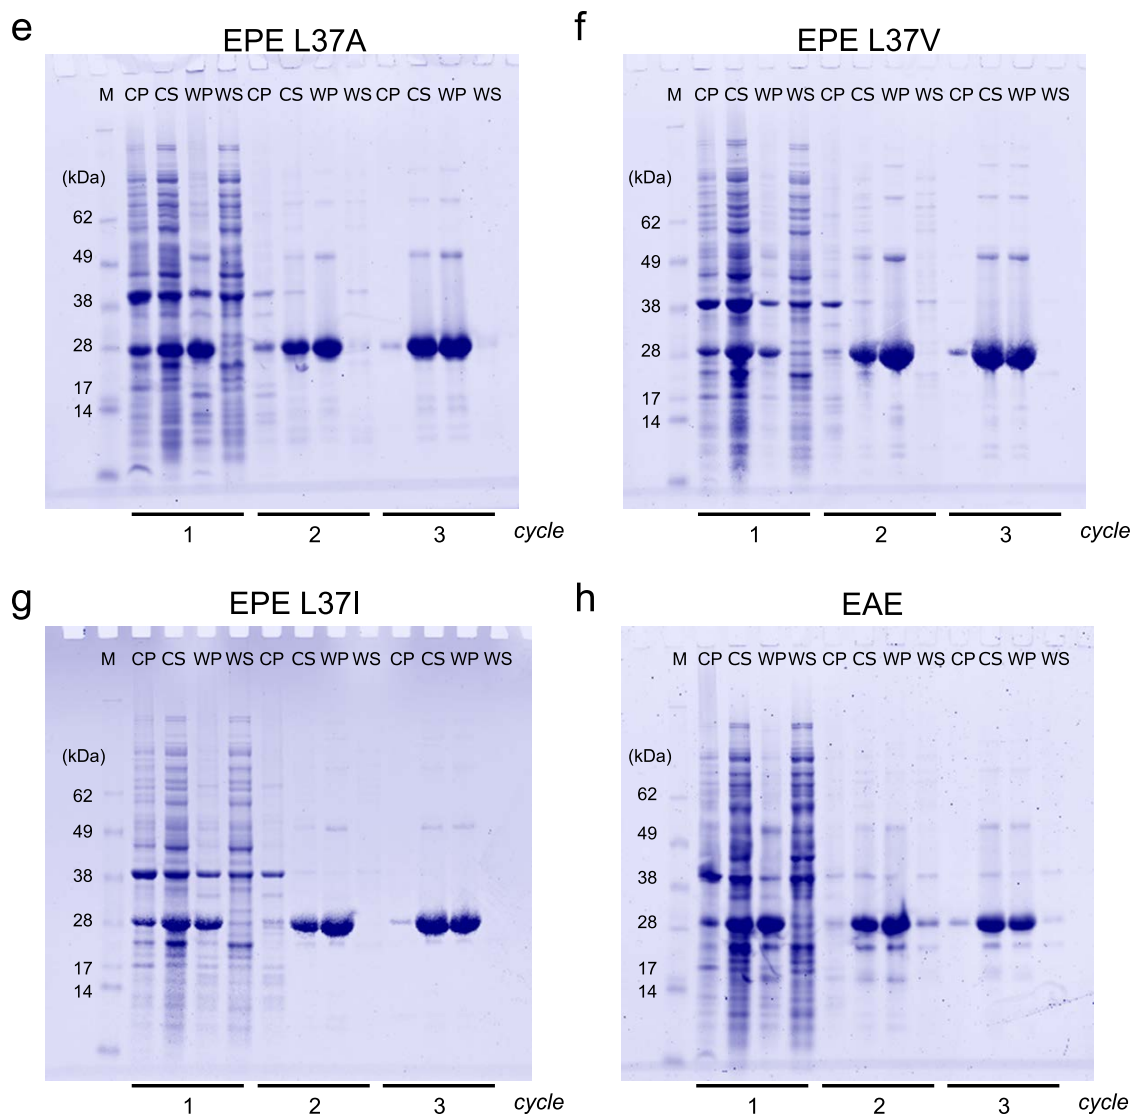 e
EPE L37A
M CP CS WP WS CP CS WP WS CP CS WP WS
(kDa)
62
49
38
28
17
14
1 2 3 cycle
f
EPE L37V
M CP CS WP WS CP CS WP WS CP CS WP WS
(kDa)
62
49
38
28
17
14
1 2 3 cycle
g
EPE L37I
M CP CS WP WS CP CS WP WS CP CS WP WS
(kDa)
62
49
38
28
17
14
1 2 3 cycle
h
EAE
M CP CS WP WS CP CS WP WS CP CS WP WS
(kDa)
62
49
38
28
17
14
1 2 3 cycle